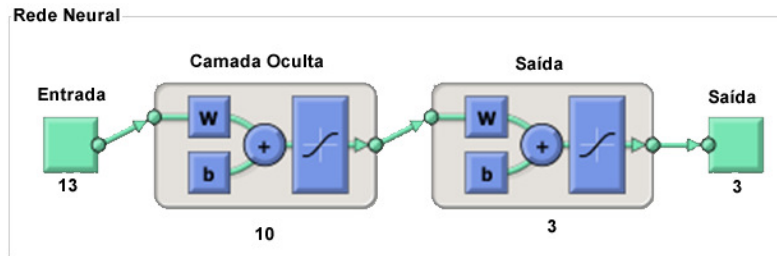 Rede Neural
Camada Oculta
Saída
Entrada
Saída
W
W
+
+
b
b
13
3
10
3